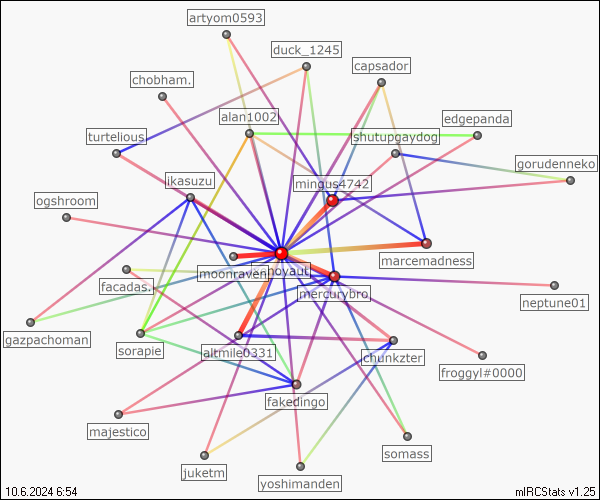 artyom0593
duck_1245
capsador
chobham.
alan1002
edgepanda
shutupgaydog
turtelious
gorudenneko
ikasuzu
mingus4742
ogshroom
marcemadness
moonraven
facadas.
mercurybro.
neptune01
gazpachoman
sorapie
altmile0331
chunkzter
froggyl#0000
fakedingo
majestico
somass
juketm
yoshimanden
10.6.2024 6:54
mIRCStats v1.25